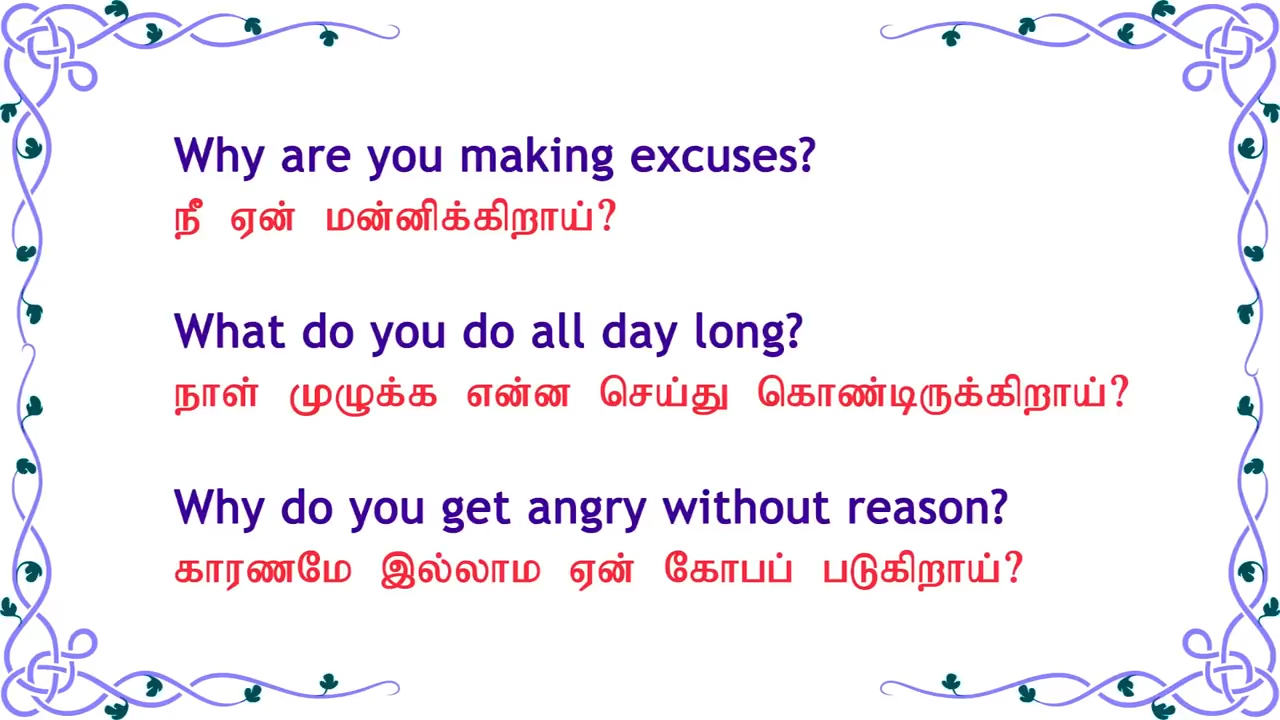 Why are you making excuses?
நீ ஏன் மன்னிக்கிறாய்?
What do you do all day long?
நாள் முழுக்க என்ன செய்து கொண்டிருக்கிறாய்?
Why do you get angry without reason?
காரணமே இல்லாம ஏன் கோபப் படுகிறாய்?